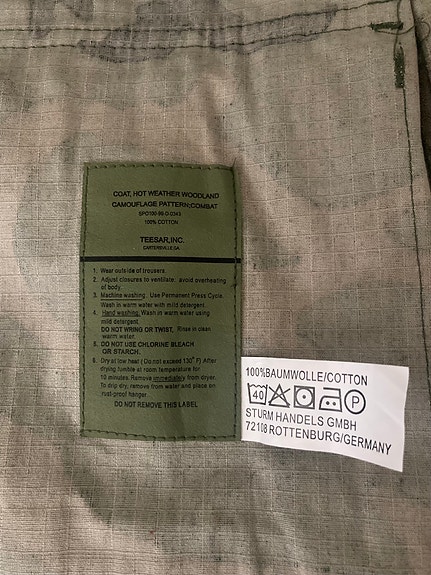 COAT, HOT WEATHER WOODLAND
CAMOUFLAGE PATTERN:COMBAT
SPO100-99-D-0343
100% COTTON
TEESAR,INC.
CARTERSVILLE,GA.
1. Wear outside of trousers.
2. Adjust closures to ventilate: avoid overheating
of body.
3. Machine washing: Use Permanent Press Cycle.
Wash in warm water with mild detergent.
4. Hand washing: Wash in warm water using
mild detergent.
DO NOT WRING OR TWIST. Rinse in clean
warm water.
5. DO NOT USE CHLORINE BLEACH
OR STARCH.
6. Dry at low heat ( Do not exceed 130° F) After
drying tumble at room temperature for
10 minutes. Remove immediately from dryer.
To drip dry, remove from water and place on
rust-proof hanger.
DO NOT REMOVE THIS LABEL
100%BAUMWOLLE/COTTON
40 P
STURM HANDELS GMBH
72108 ROTTENBURG/GERMANY